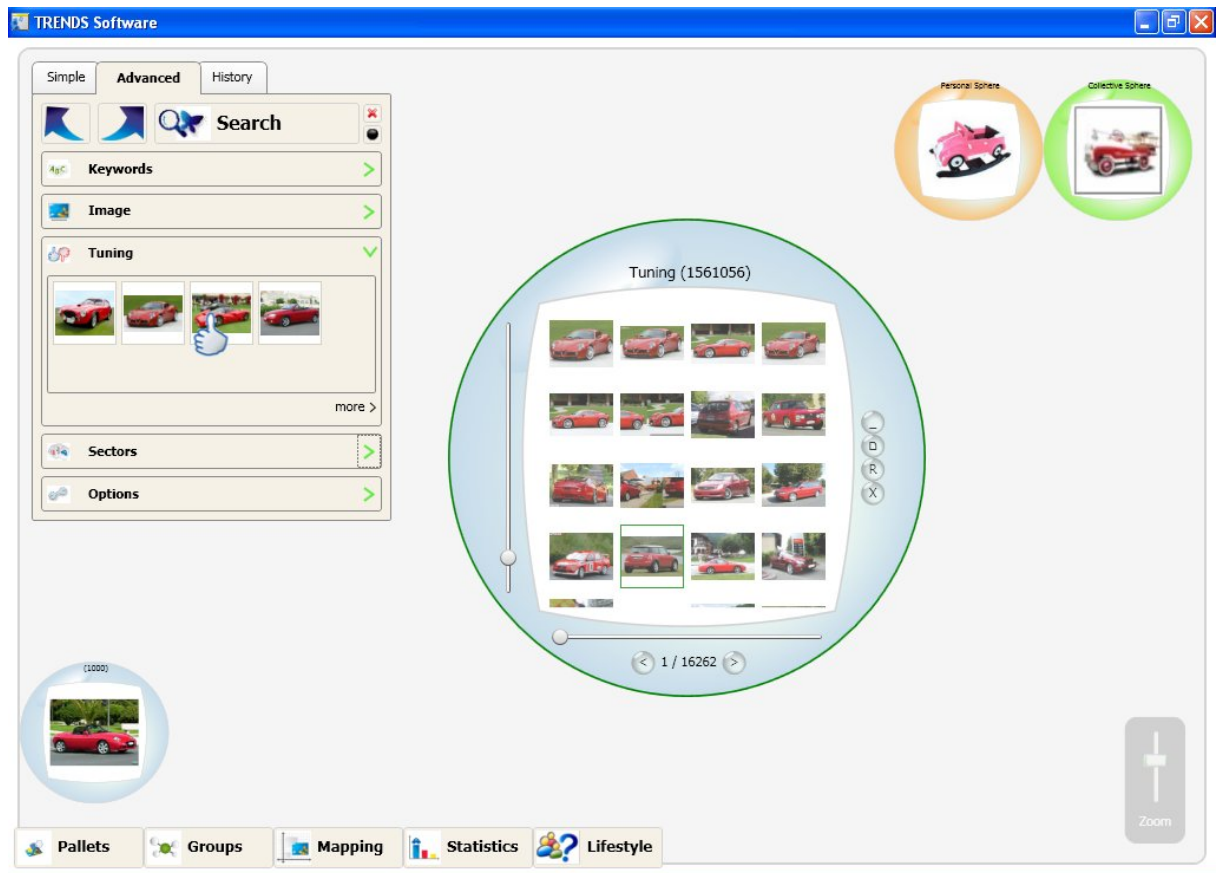 TRENDS Software
Simple
Advanced
History
Search
ABC
Keywords
Image
Tuning
more >
Sectors
Options
Personal Sphere
Collective Sphere
Tuning (1561056)
_
D
R
X
< 1 / 16262 >
(1000)
Zoom
Pallets
Groups
Mapping
Statistics
Lifestyle